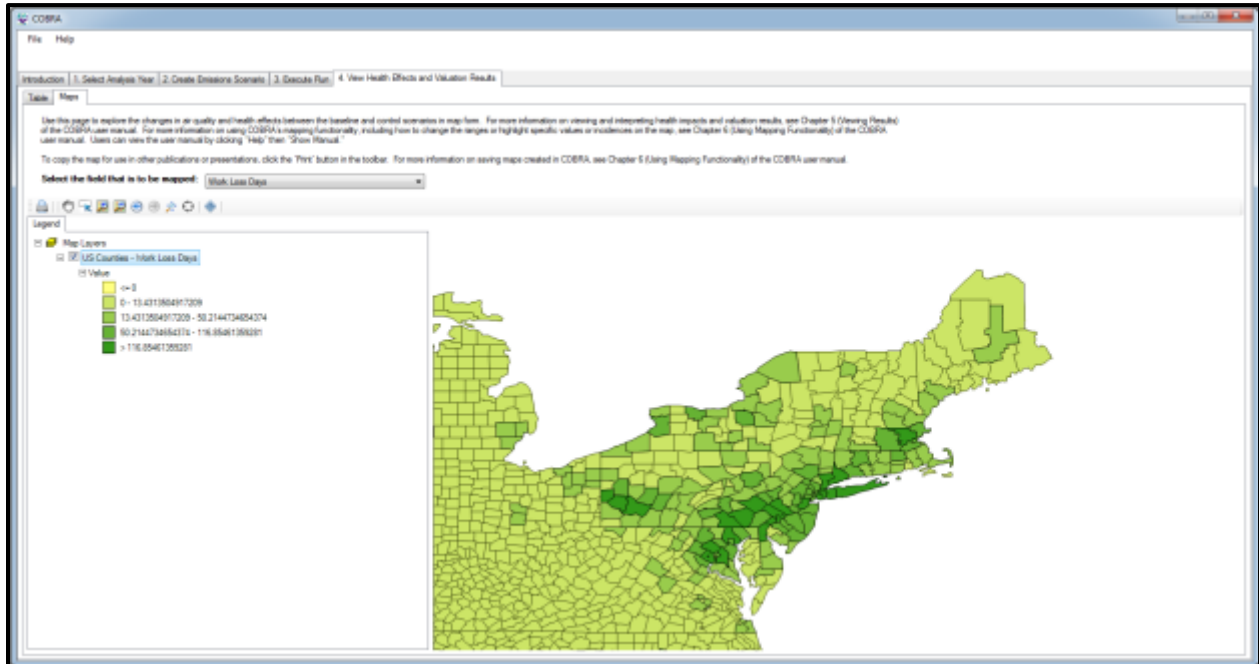 COBRA
File Help
Introduction 1. Select Analysis Year 2. Create Emissions Scenario 3. Execute Run 4. View Health Effects and Valuation Results
Table Maps
Use this page to explore the changes in air quality and health effects between the baseline and control scenarios in map form. For more information on viewing and interpreting health impacts and valuation results, see Chapter 5 (Viewing Results)
of the COBRA user manual. For more information on using COBRA's mapping functionality, including how to change the ranges or highlight specific values or incidences on the map, see Chapter 6 (Using Mapping Functionality) of the COBRA
user manual. Users can view the user manual by clicking "Help" then "Show Manual."
To copy the map for use in other publications or presentations, click the "Print" button in the toolbar. For more information on saving maps created in COBRA, see Chapter 6 (Using Mapping Functionality) of the COBRA user manual.
Select the field that is to be mapped: Work Loss Days
Legend
Map Layers
US Counties - Work Loss Days
Value
<= 0
0 - 13.4313504917209
13.4313504917209 - 50.2144734654374
50.2144734654374 - 116.85461359281
> 116.85461359281